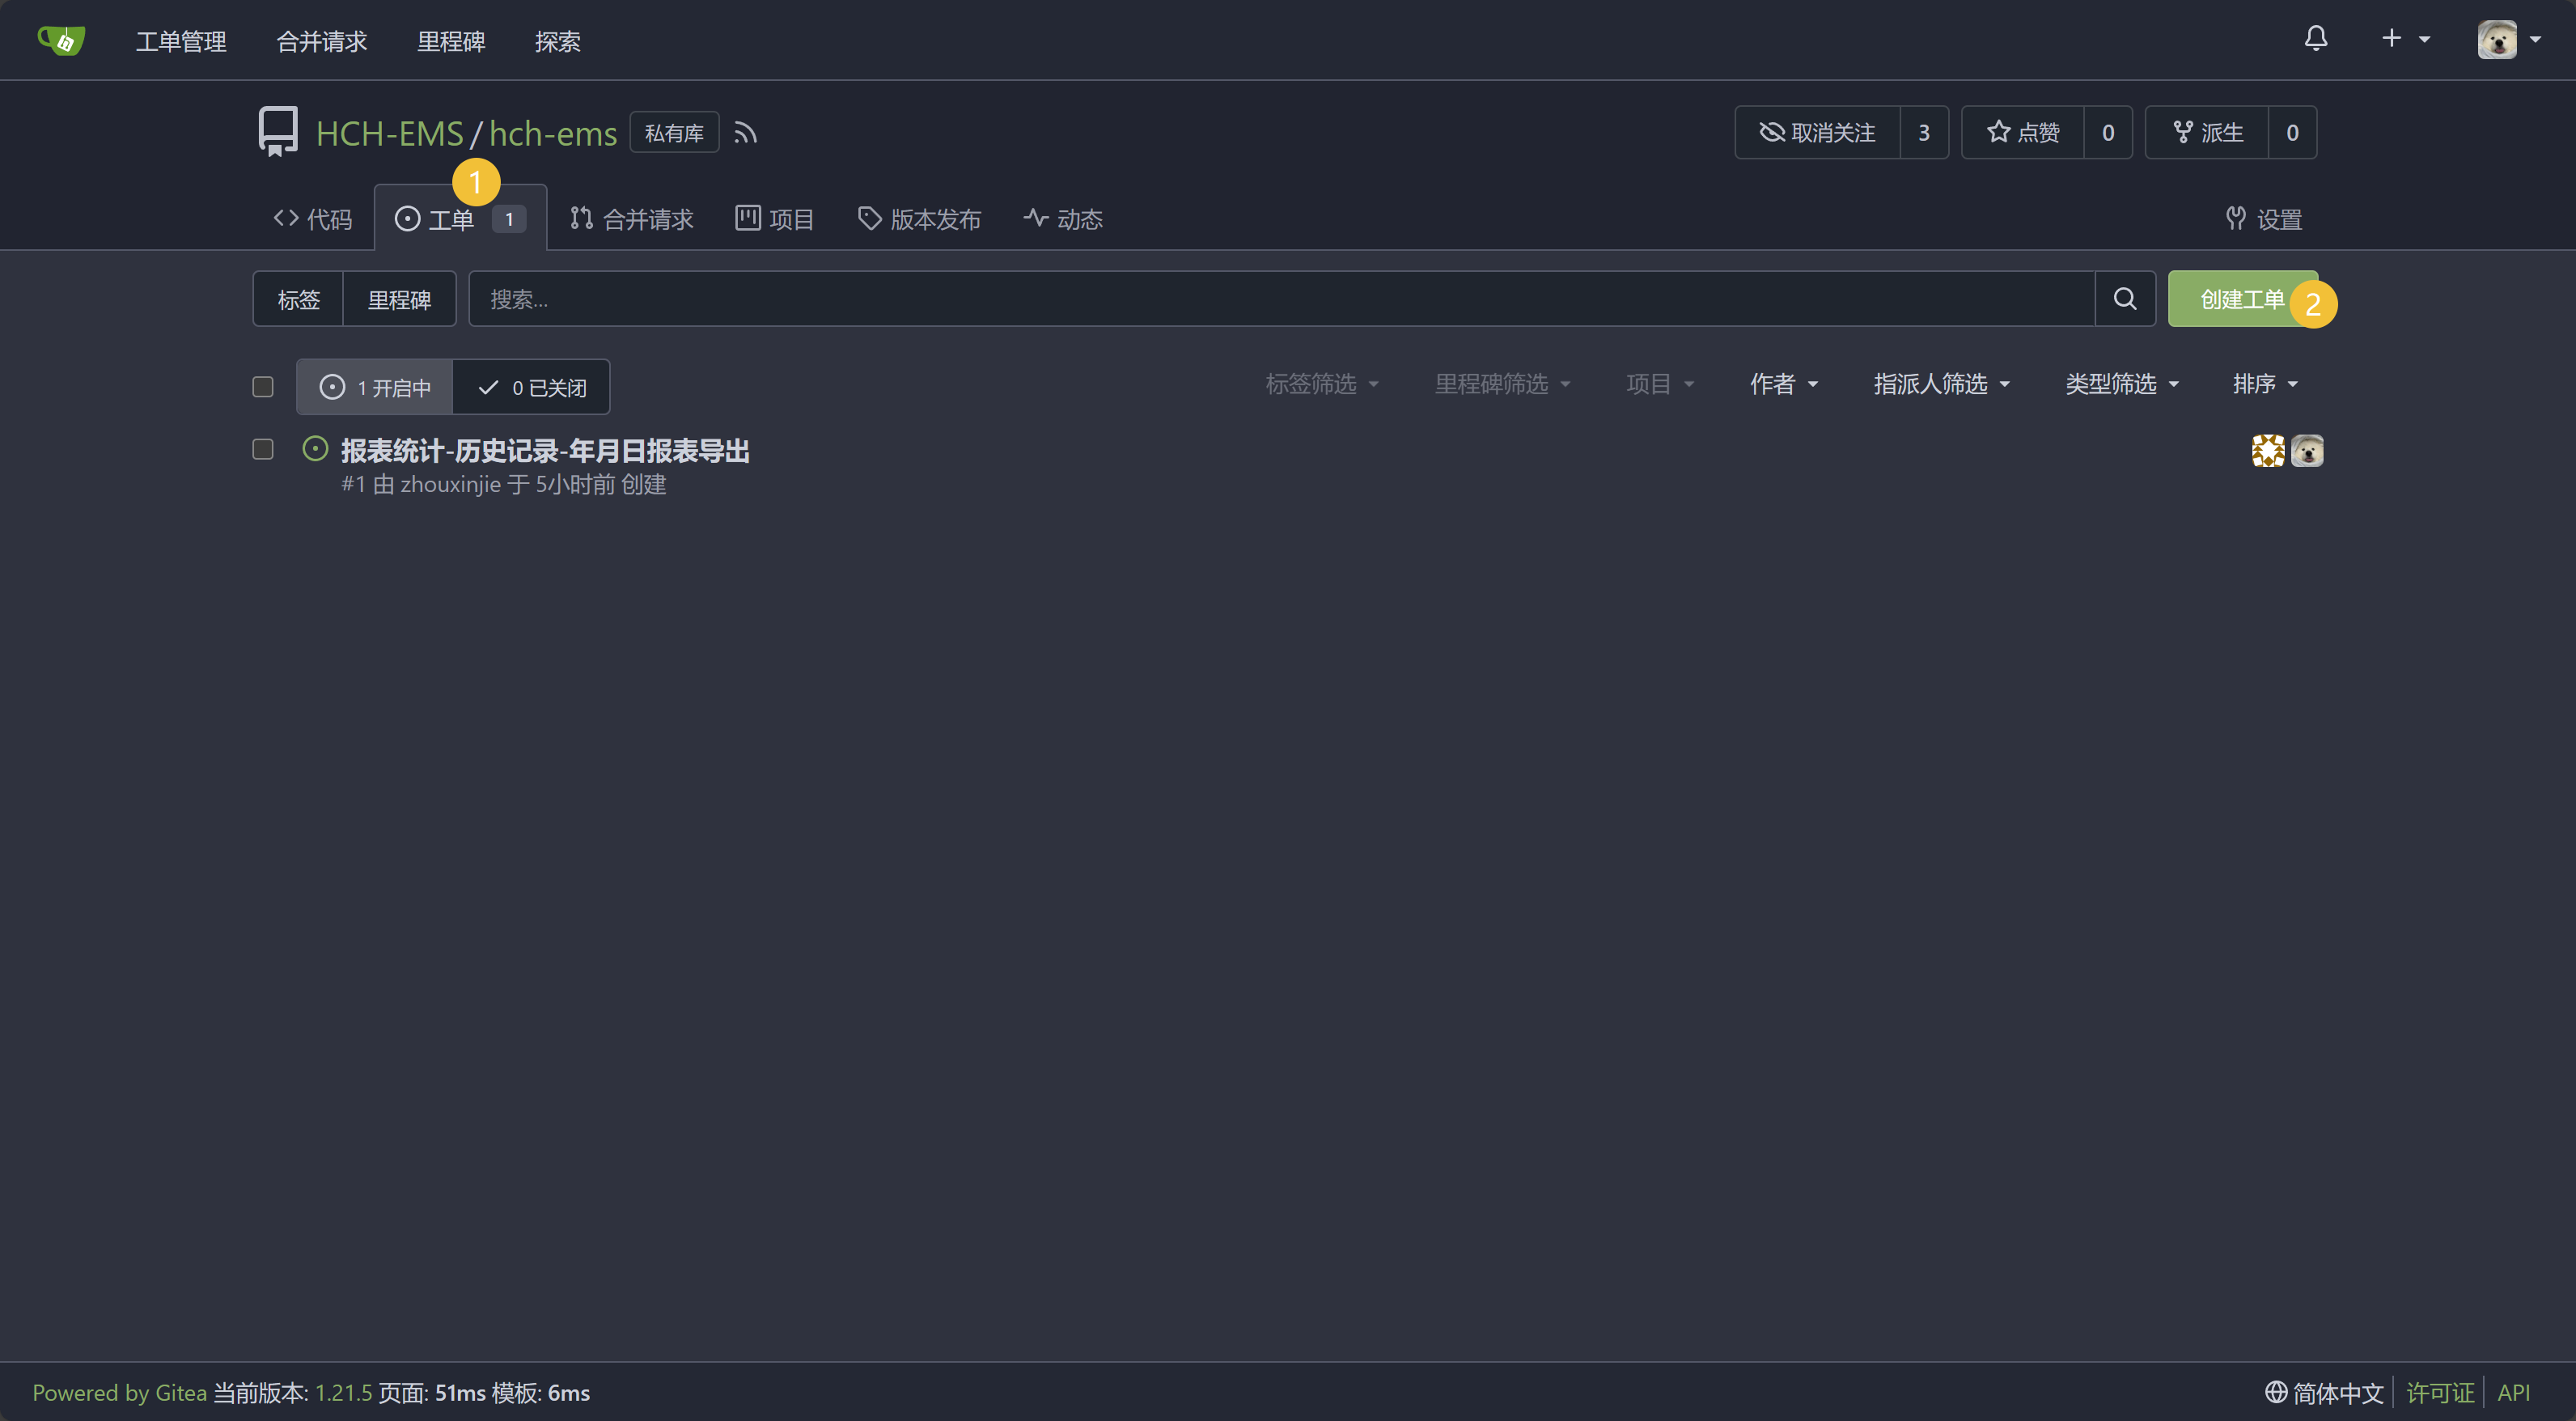 工单管理 合并请求 里程碑 探索
HCH-EMS / hch-ems 私有库 取消关注 3 点赞 0 派生 0
1
代码 工单 1 合并请求 项目 版本发布 动态 设置
标签 里程碑 搜索... 创建工单 2
1 开启中 0 已关闭 标签筛选 里程碑筛选 项目 作者 指派人筛选 类型筛选 排序
报表统计-历史记录-年月日报表导出
#1 由 zhouxinjie 于 5小时前 创建
Powered by Gitea 当前版本: 1.21.5 页面: 51ms 模板: 6ms 简体中文 许可证 API